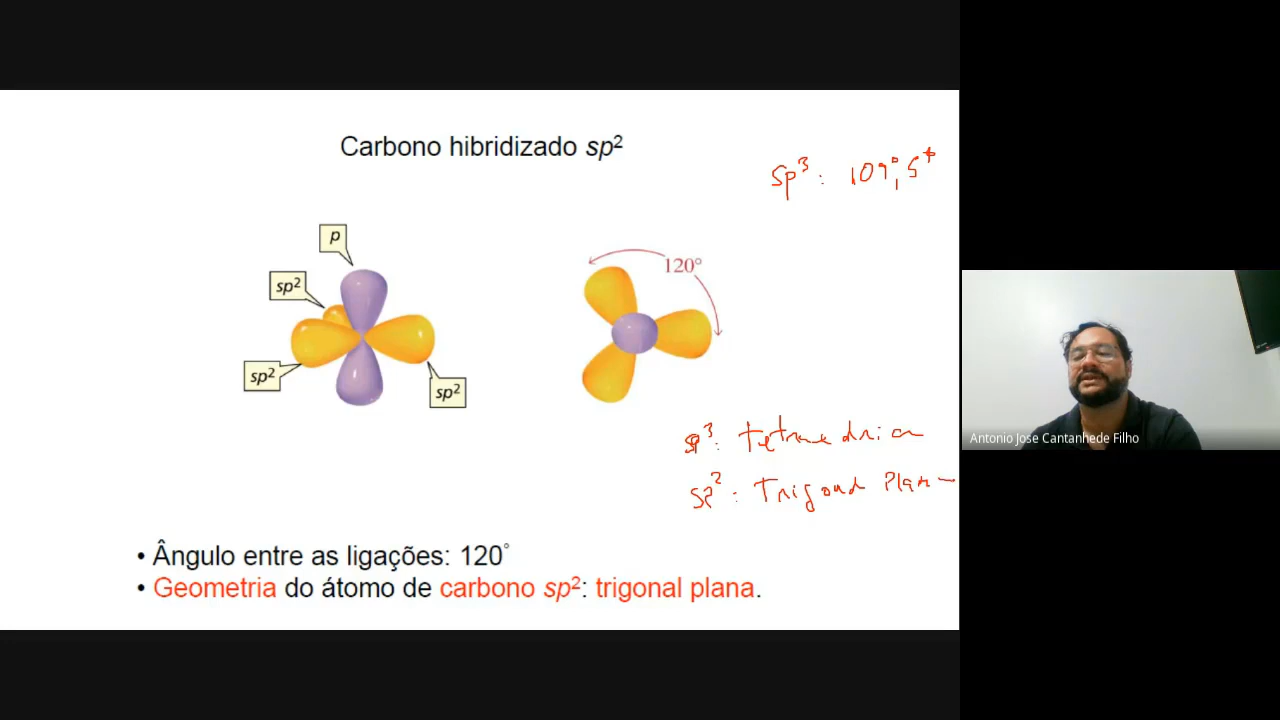 Carbono hibridizado sp²
sp³: 109°,5
p
sp²
120°
sp²
sp²
sp³: tetraedrica
sp²: Trigonal Plana
• Ângulo entre as ligações: 120°
• Geometria do átomo de carbono sp²: trigonal plana.
Antonio Jose Cantanhede Filho